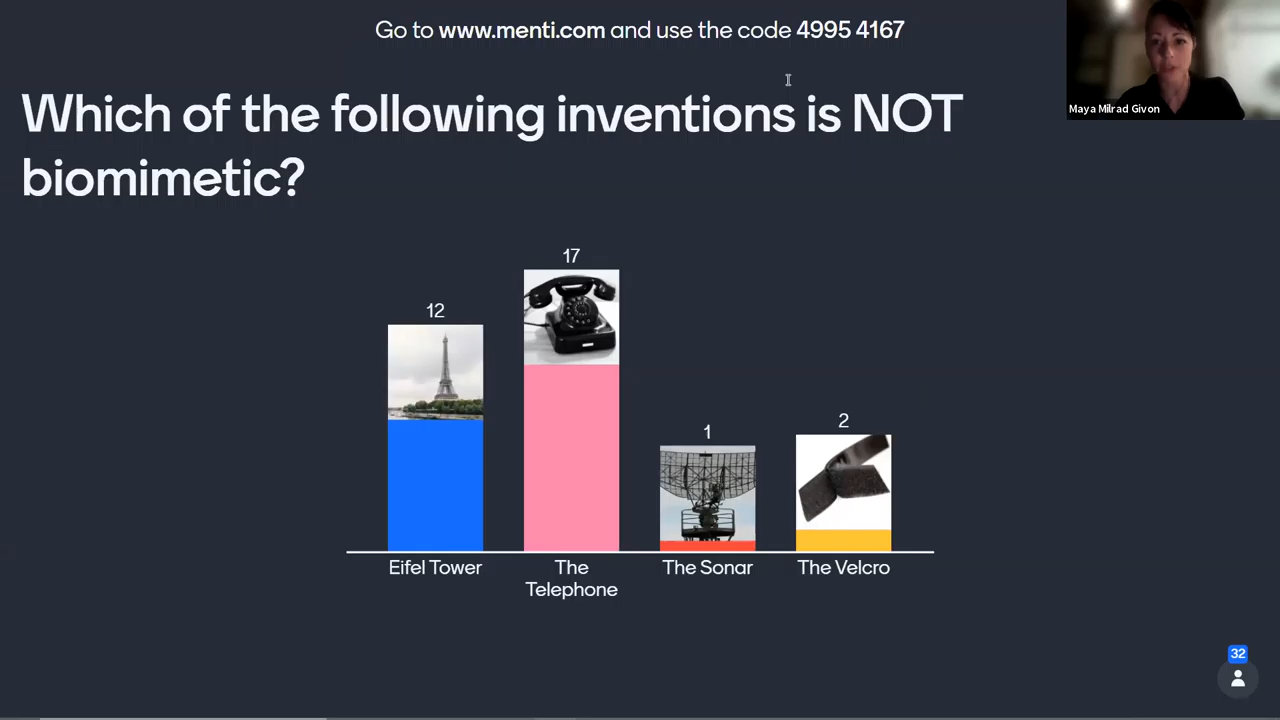 Go to www.menti.com and use the code 4995 4167
Maya Milrad Givon
Which of the following inventions is NOT
biomimetic?
12
17
1
2
Eifel Tower
The
Telephone
The Sonar
The Velcro
32